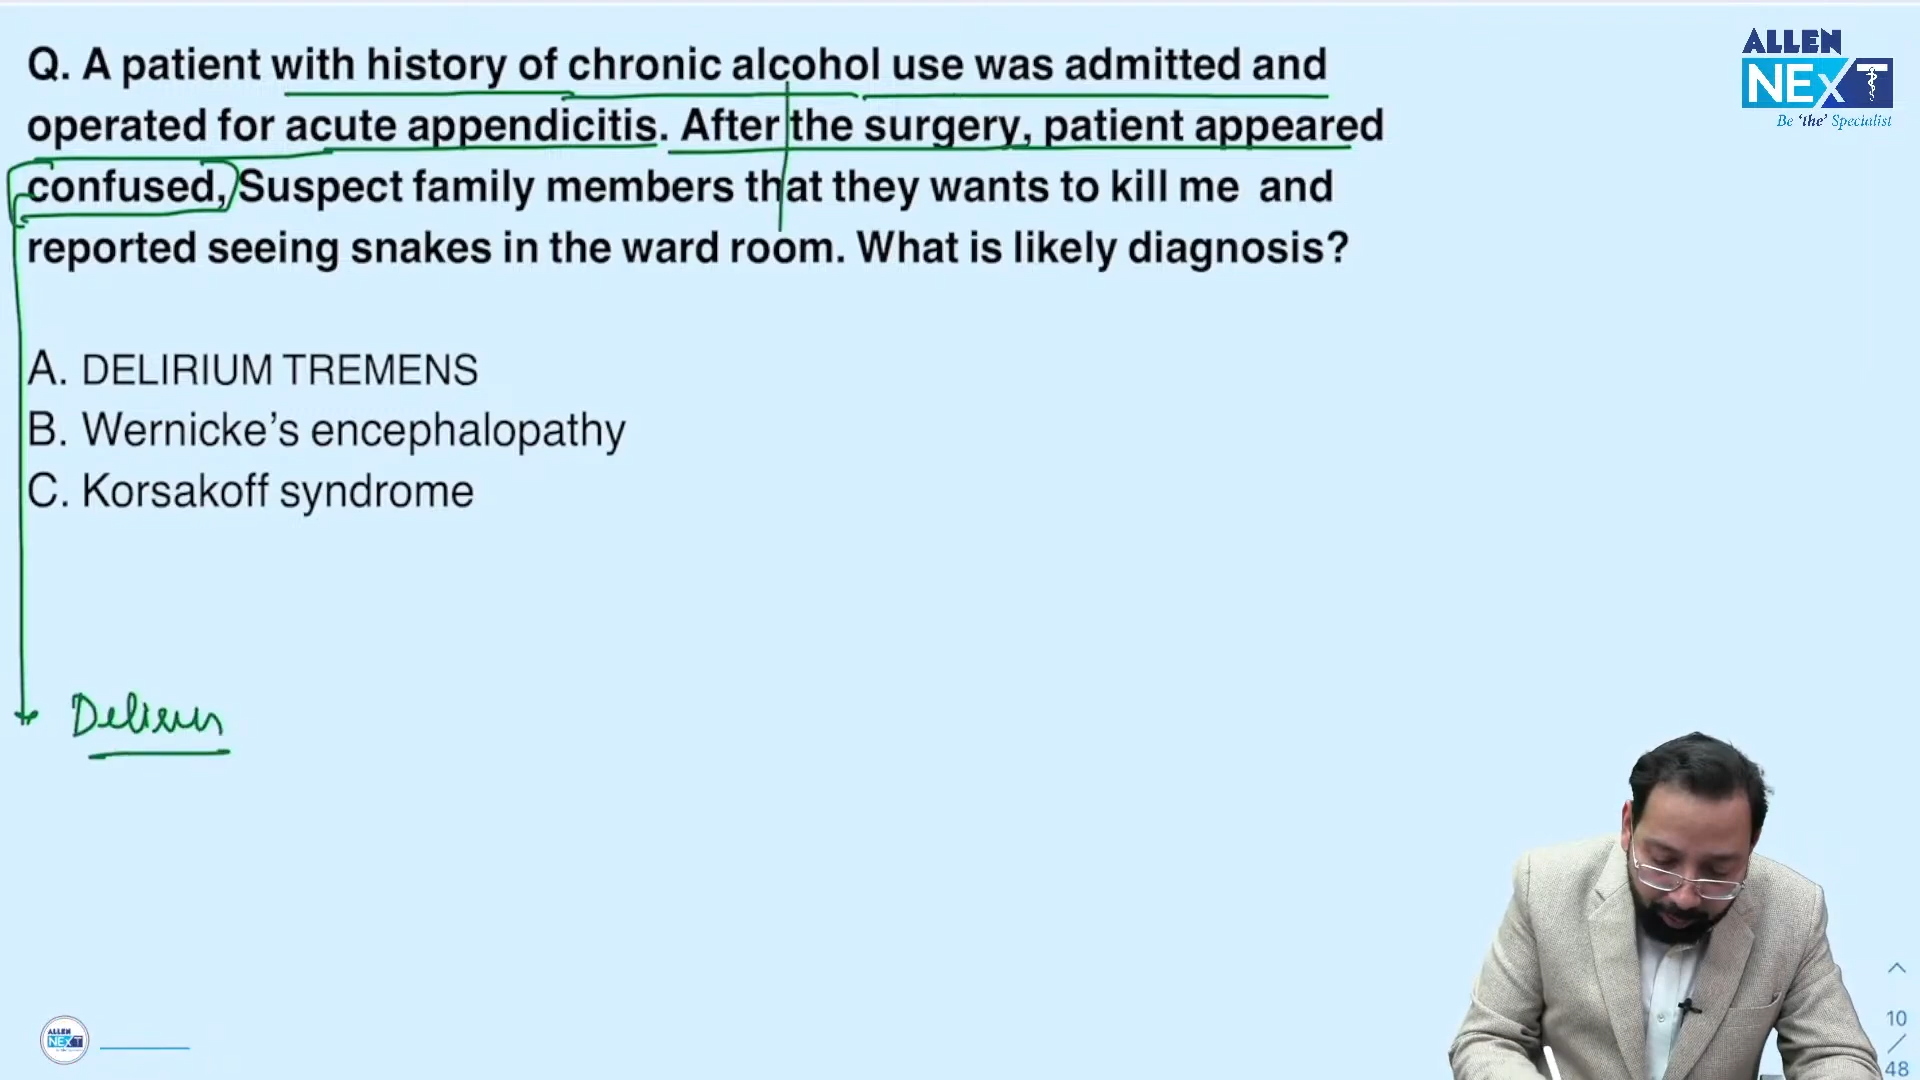 Q. A patient with history of chronic alcohol use was admitted and
operated for acute appendicitis. After the surgery, patient appeared
confused, Suspect family members that they wants to kill me and
reported seeing snakes in the ward room. What is likely diagnosis?
A. DELIRIUM TREMENS
B. Wernicke’s encephalopathy
C. Korsakoff syndrome
Delirium
ALLEN
NEXT
Be ‘the’ Specialist
ALLEN
NEXT
10
/
48